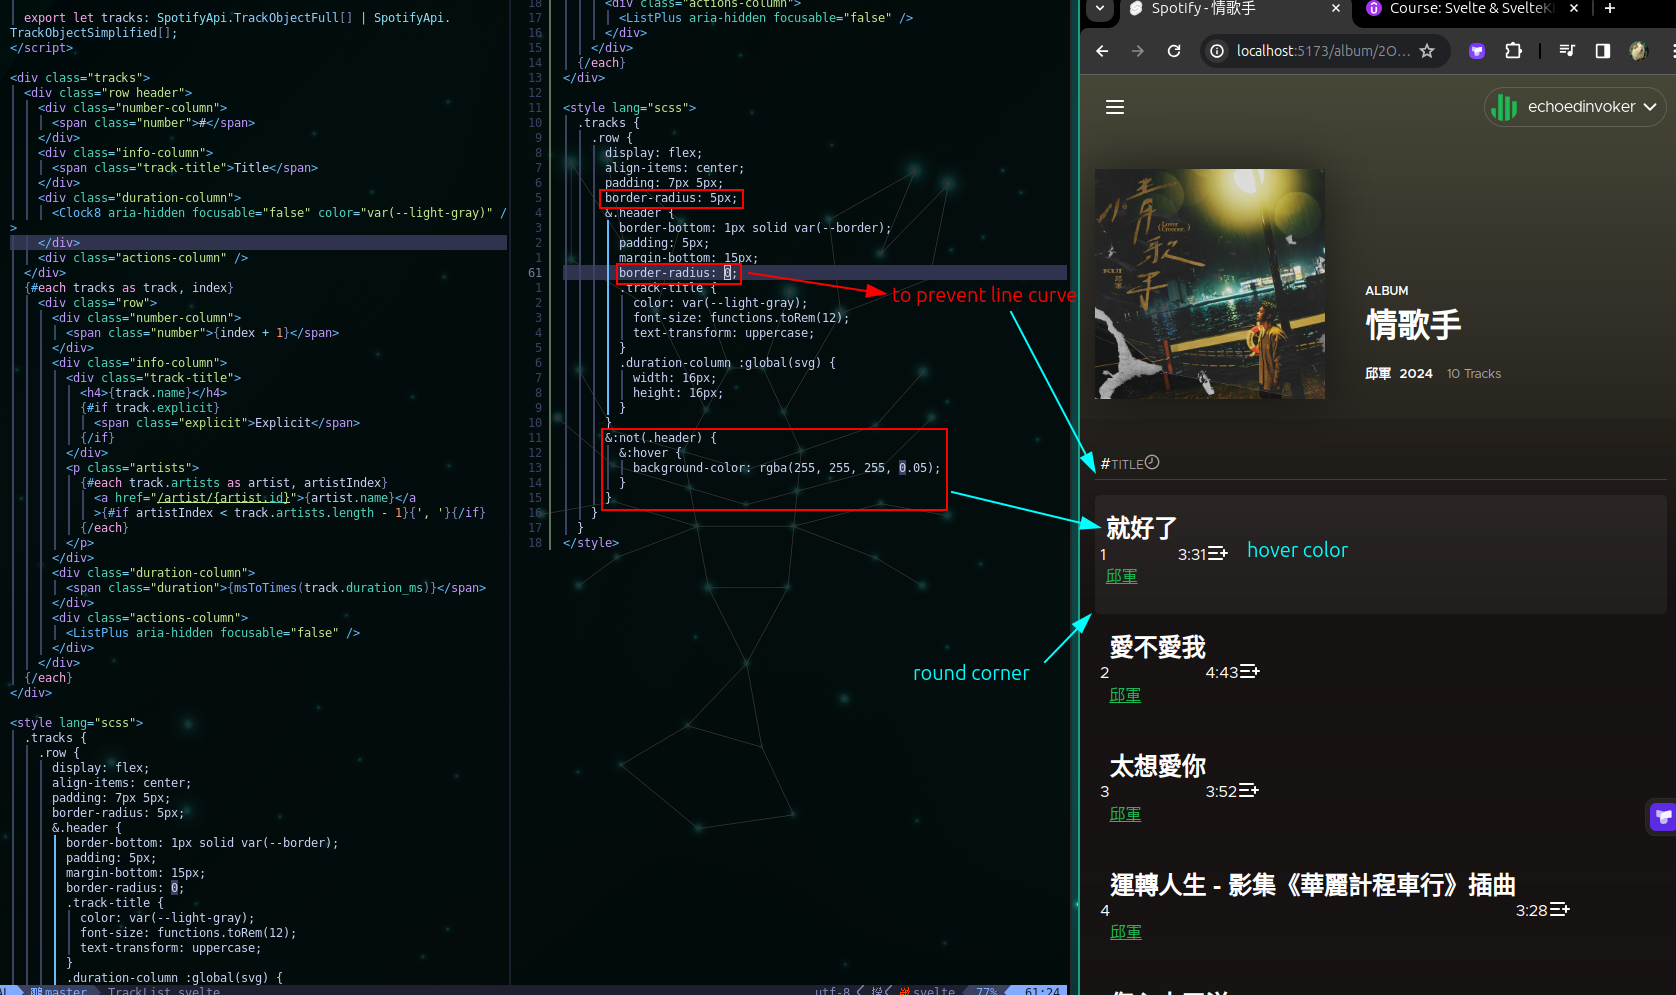 export let tracks: SpotifyApi.TrackObjectFull[] | SpotifyApi.
TrackObjectSimplified[];
</script>
<div class="tracks">
<div class="row header">
<div class="number-column">
<span class="number">#</span>
</div>
<div class="info-column">
<span class="track-title">Title</span>
</div>
<div class="duration-column">
<Clock8 aria-hidden focusable="false" color="var(--light-gray)" /
>
</div>
<div class="actions-column" />
</div>
{#each tracks as track, index}
<div class="row">
<div class="number-column">
<span class="number">{index + 1}</span>
</div>
<div class="info-column">
<div class="track-title">
<h4>{track.name}</h4>
{#if track.explicit}
<span class="explicit">Explicit</span>
{/if}
</div>
<p class="artists">
{#each track.artists as artist, artistIndex}
<a href="/artist/{artist.id}">{artist.name}</a
>{#if artistIndex < track.artists.length - 1}{', '}{/if}
{/each}
</p>
</div>
<div class="duration-column">
<span class="duration">{msToTimes(track.duration_ms)}</span>
</div>
<div class="actions-column">
<ListPlus aria-hidden focusable="false" />
</div>
</div>
{/each}
</div>
<style lang="scss">
.tracks {
.row {
display: flex;
align-items: center;
padding: 7px 5px;
border-radius: 5px;
&.header {
border-bottom: 1px solid var(--border);
padding: 5px;
margin-bottom: 15px;
border-radius: 0;
.track-title {
color: var(--light-gray);
font-size: functions.toRem(12);
text-transform: uppercase;
}
.duration-column :global(svg) {
master TrackList.svelte
18 <div class="actions-column">
17 <ListPlus aria-hidden focusable="false" />
16 </div>
15 </div>
14 {/each}
13 </div>
12
11 <style lang="scss">
10 .tracks {
9 .row {
8 display: flex;
7 align-items: center;
6 padding: 7px 5px;
5 border-radius: 5px;
4 &.header {
3 border-bottom: 1px solid var(--border);
2 padding: 5px;
1 margin-bottom: 15px;
61 border-radius: 0;
1 .track-title {
2 color: var(--light-gray);
3 font-size: functions.toRem(12);
4 text-transform: uppercase;
5 }
6 .duration-column :global(svg) {
7 width: 16px;
8 height: 16px;
9 }
10 }
11 &:not(.header) {
12 &:hover {
13 background-color: rgba(255, 255, 255, 0.05);
14 }
15 }
16 }
17 }
18 </style>
utf-8 svelte 77% 61:24
to prevent line curve
hover color
round corner
Spotify - 情歌手
Course: Svelte & SvelteKi
localhost:5173/album/2O...
echoedinvoker
情歌手
ALBUM
情歌手
邱軍 2024 10 Tracks
#TITLE
就好了
1 3:31
邱軍
愛不愛我
2 4:43
邱軍
太想愛你
3 3:52
邱軍
運轉人生 - 影集《華麗計程車行》插曲
4 3:28
邱軍